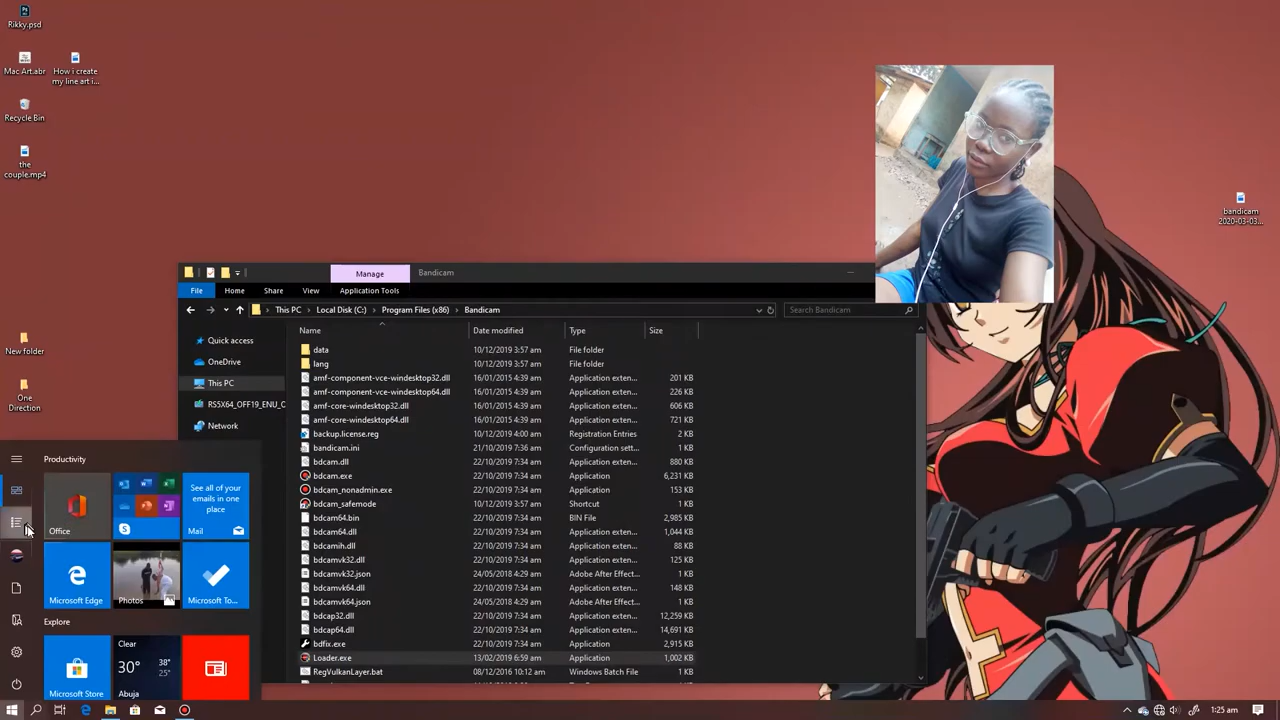 Rikky.psd
Mac Art.abr
How i create
my line art i...
Recycle Bin
the
couple.mp4
New folder
One
Direction
bandicam
2020-03-03...
Manage
Bandicam
File
Home
Share
View
Application Tools
This PC
Local Disk (C:)
Program Files (x86)
Bandicam
Search Bandicam
Name
Date modified
Type
Size
Quick access
OneDrive
This PC
RS5X64_OFF19_ENU_O
Network
data 10/12/2019 3:57 am File folder
lang 10/12/2019 3:57 am File folder
amf-component-vce-windesktop32.dll 16/01/2015 4:39 am Application exten... 201 KB
amf-component-vce-windesktop64.dll 16/01/2015 4:39 am Application exten... 226 KB
amf-core-windesktop32.dll 16/01/2015 4:39 am Application exten... 606 KB
amf-core-windesktop64.dll 16/01/2015 4:39 am Application exten... 721 KB
backup.license.reg 10/12/2019 4:00 am Registration Entries 2 KB
bandicam.ini 21/10/2019 7:36 am Configuration sett... 1 KB
bdcam.dll 22/10/2019 7:34 am Application exten... 880 KB
bdcam.exe 22/10/2019 7:34 am Application 6,231 KB
bdcam_nonadmin.exe 22/10/2019 7:34 am Application 153 KB
bdcam_safemode 10/12/2019 3:57 am Shortcut 1 KB
bdcam64.bin 22/10/2019 7:34 am BIN File 2,985 KB
bdcam64.dll 22/10/2019 7:34 am Application exten... 1,044 KB
bdcamih.dll 22/10/2019 7:34 am Application exten... 88 KB
bdcamvk32.dll 22/10/2019 7:34 am Application exten... 125 KB
bdcamvk32.json 24/05/2018 4:29 am Adobe After Effect... 1 KB
bdcamvk64.dll 22/10/2019 7:34 am Application exten... 148 KB
bdcamvk64.json 24/05/2018 4:29 am Adobe After Effect... 1 KB
bdcap32.dll 22/10/2019 7:34 am Application exten... 12,259 KB
bdcap64.dll 22/10/2019 7:34 am Application exten... 14,691 KB
bdfix.exe 22/10/2019 7:34 am Application 2,915 KB
Loader.exe 13/02/2019 6:59 am Application 1,002 KB
RegVulkanLayer.bat 08/12/2016 10:12 am Windows Batch File 1 KB
Productivity
Office
See all of your
emails in one
place
Mail
Microsoft Edge
Photos
Microsoft To...
Explore
Microsoft Store
Clear
30° 38°
25°
Abuja
1:25 am